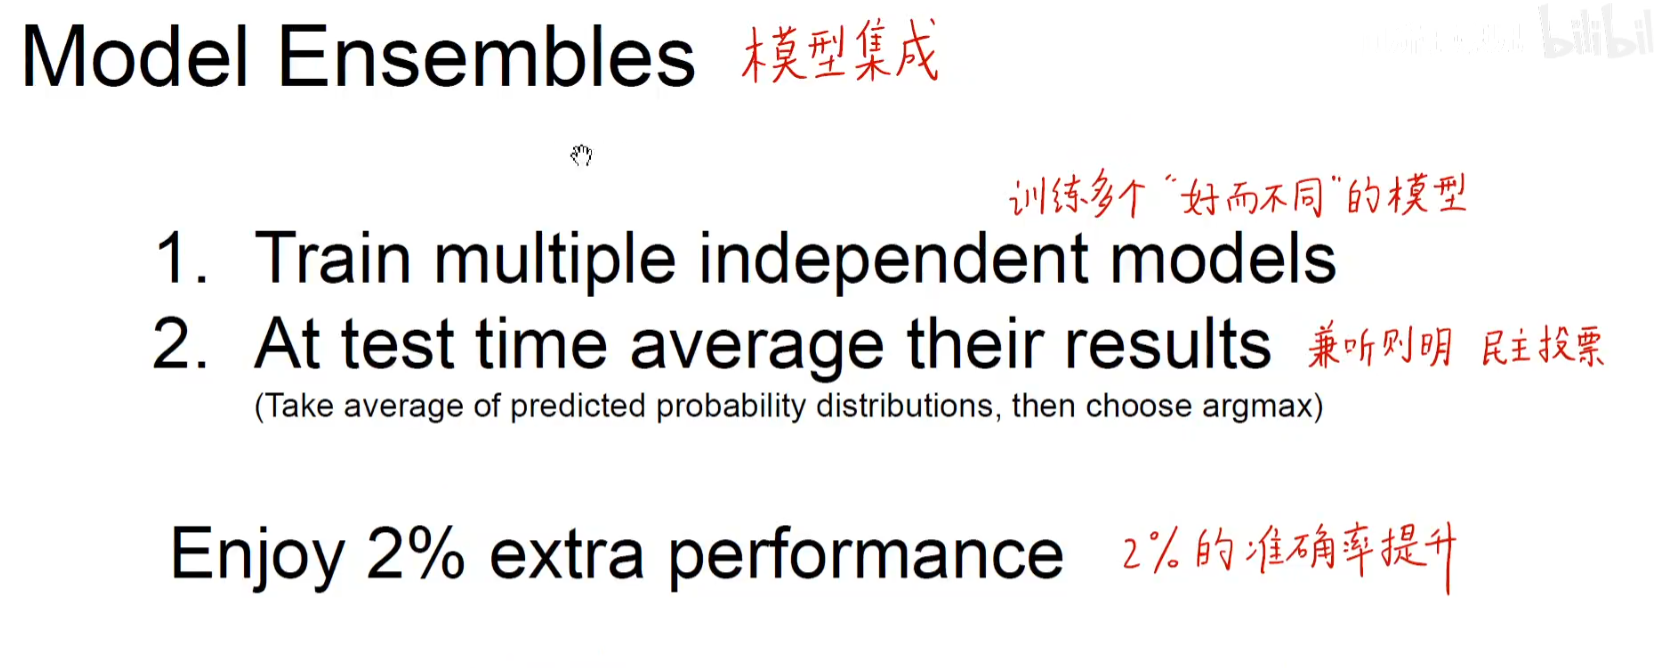 Model Ensembles 模型集成
bilibili
训练多个“好而不同”的模型
1. Train multiple independent models
2. At test time average their results 兼听则明 民主投票
(Take average of predicted probability distributions, then choose argmax)
Enjoy 2% extra performance 2%的准确率提升